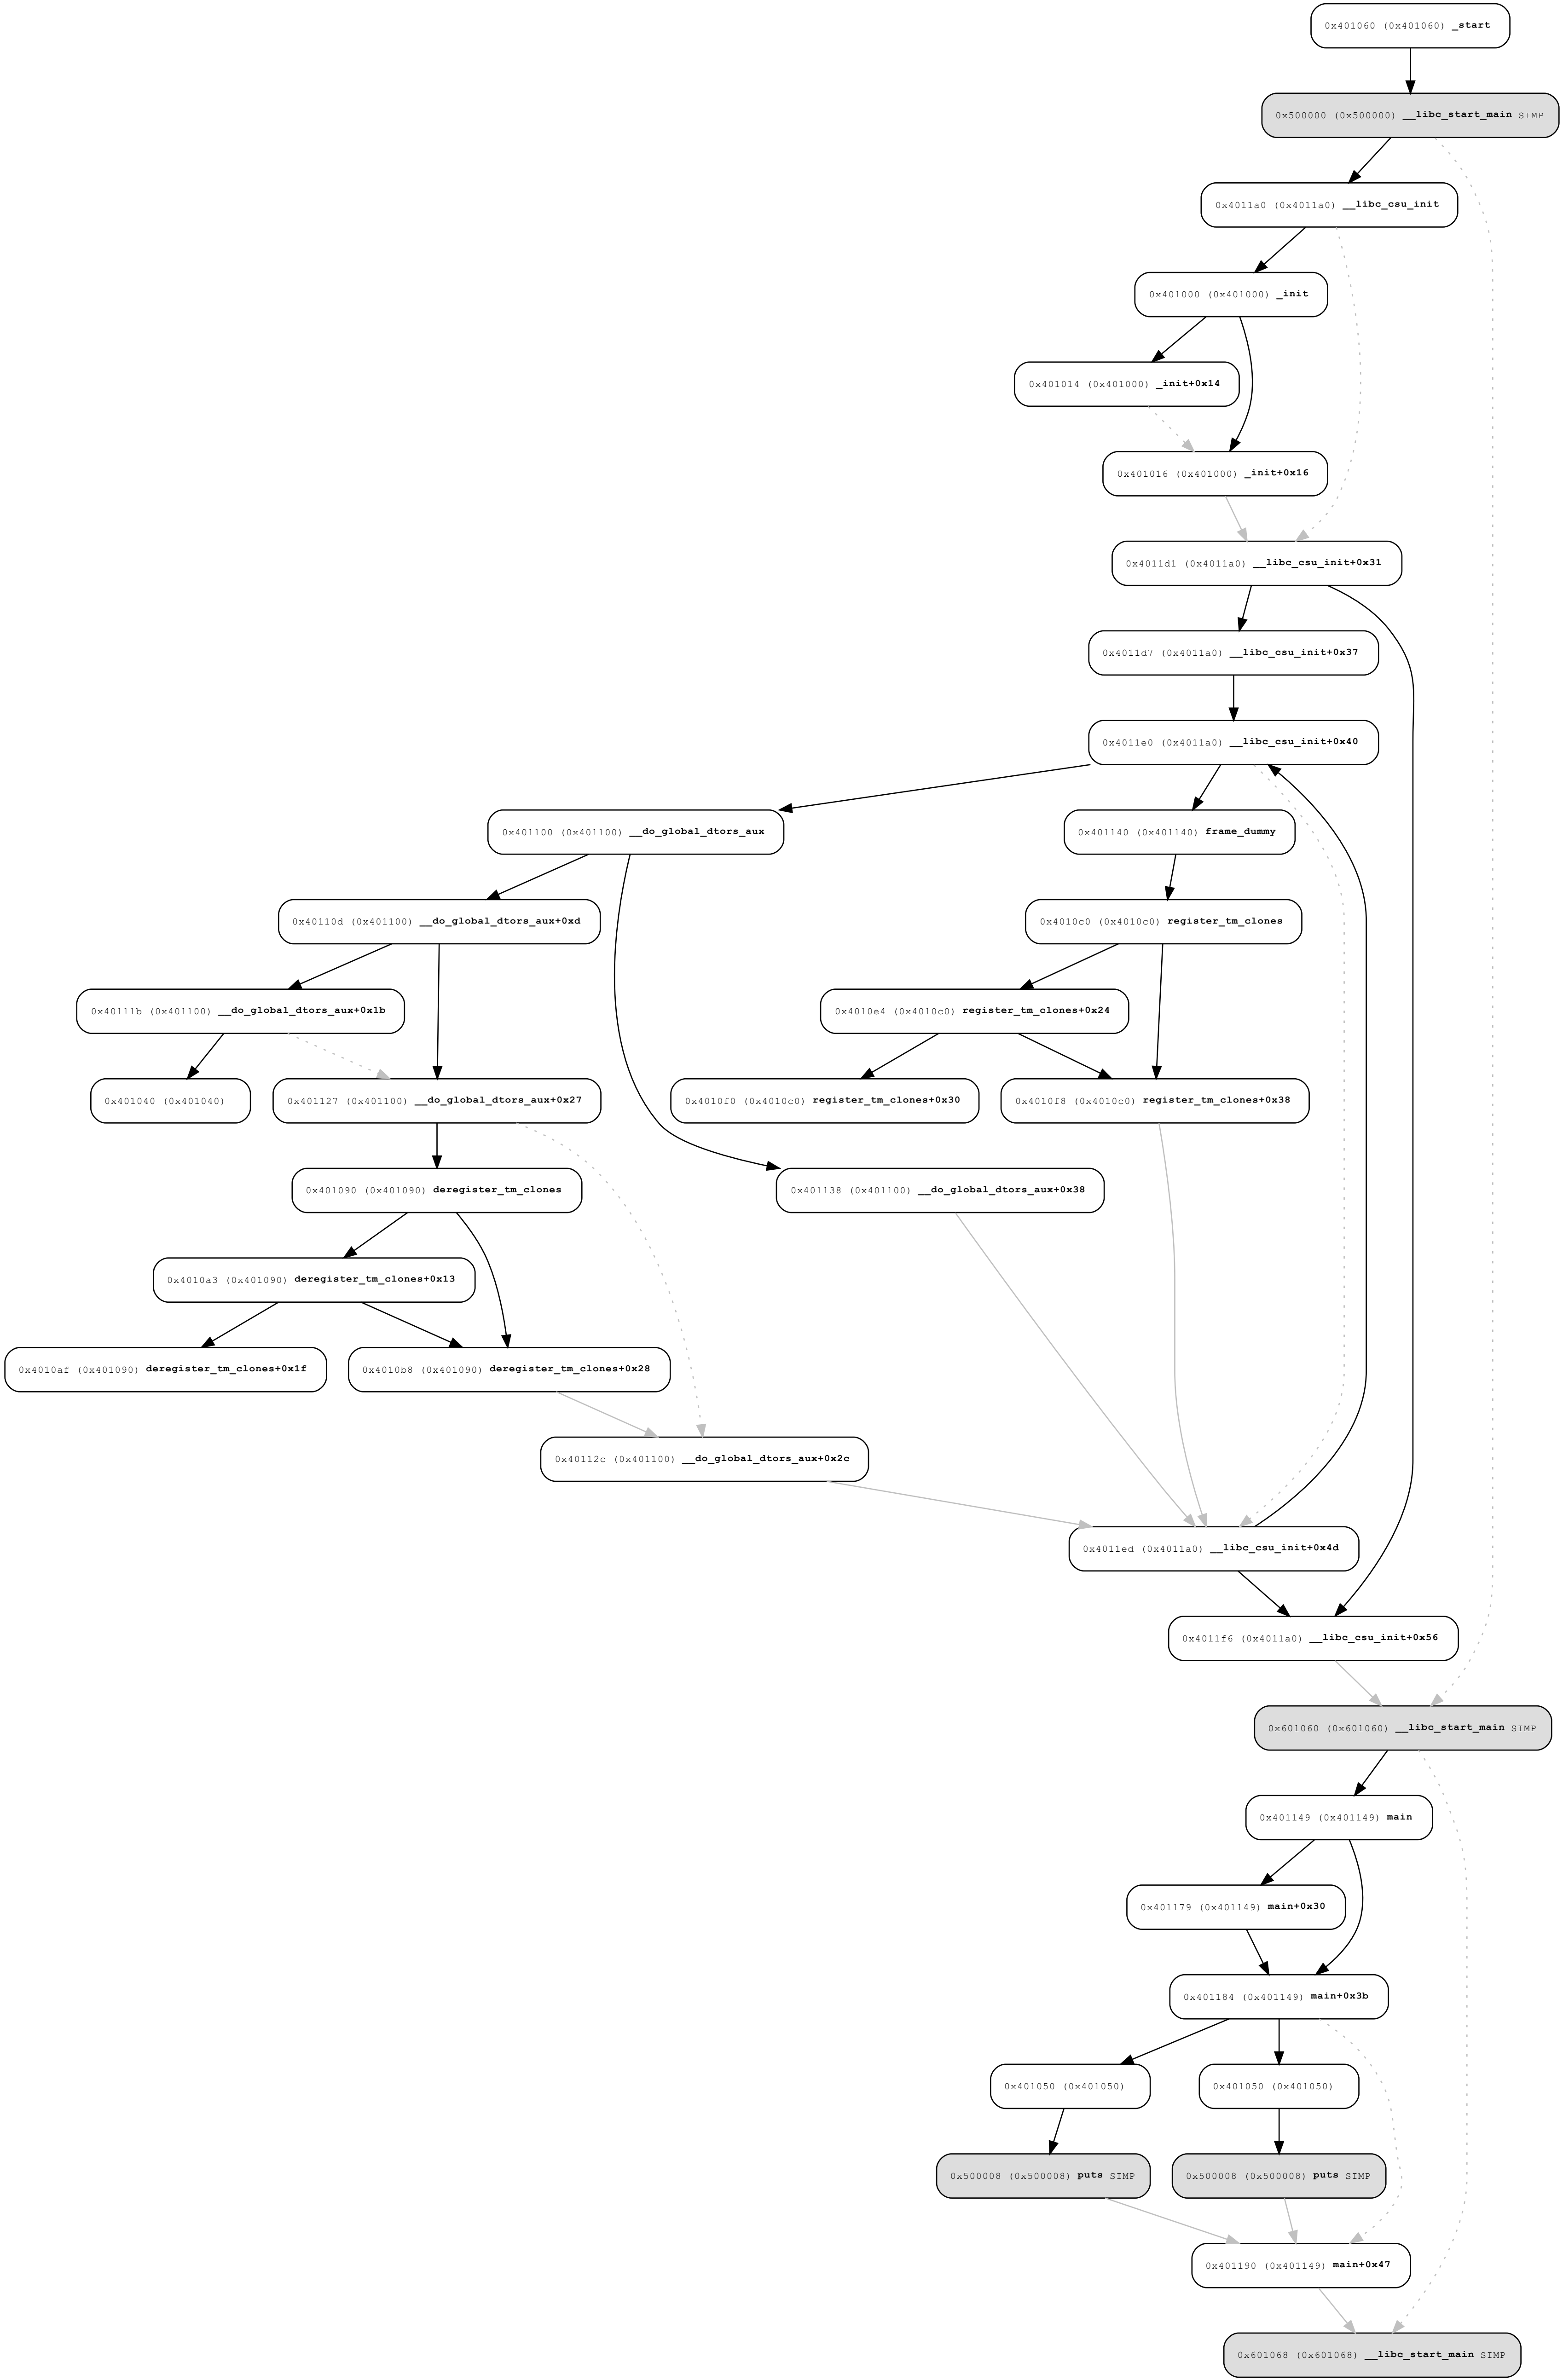 0x401060 (0x401060) _start
0x500000 (0x500000) __libc_start_main SIMP
0x4011a0 (0x4011a0) __libc_csu_init
0x401000 (0x401000) _init
0x401014 (0x401000) _init+0x14
0x401016 (0x401000) _init+0x16
0x4011d1 (0x4011a0) __libc_csu_init+0x31
0x4011d7 (0x4011a0) __libc_csu_init+0x37
0x4011e0 (0x4011a0) __libc_csu_init+0x40
0x401100 (0x401100) __do_global_dtors_aux
0x401140 (0x401140) frame_dummy
0x40110d (0x401100) __do_global_dtors_aux+0xd
0x4010c0 (0x4010c0) register_tm_clones
0x40111b (0x401100) __do_global_dtors_aux+0x1b
0x4010e4 (0x4010c0) register_tm_clones+0x24
0x401040 (0x401040)
0x401127 (0x401100) __do_global_dtors_aux+0x27
0x4010f0 (0x4010c0) register_tm_clones+0x30
0x4010f8 (0x4010c0) register_tm_clones+0x38
0x401090 (0x401090) deregister_tm_clones
0x401138 (0x401100) __do_global_dtors_aux+0x38
0x4010a3 (0x401090) deregister_tm_clones+0x13
0x4010af (0x401090) deregister_tm_clones+0x1f
0x4010b8 (0x401090) deregister_tm_clones+0x28
0x40112c (0x401100) __do_global_dtors_aux+0x2c
0x4011ed (0x4011a0) __libc_csu_init+0x4d
0x4011f6 (0x4011a0) __libc_csu_init+0x56
0x601060 (0x601060) __libc_start_main SIMP
0x401149 (0x401149) main
0x401179 (0x401149) main+0x30
0x401184 (0x401149) main+0x3b
0x401050 (0x401050)
0x401050 (0x401050)
0x500008 (0x500008) puts SIMP
0x500008 (0x500008) puts SIMP
0x401190 (0x401149) main+0x47
0x601068 (0x601068) __libc_start_main SIMP